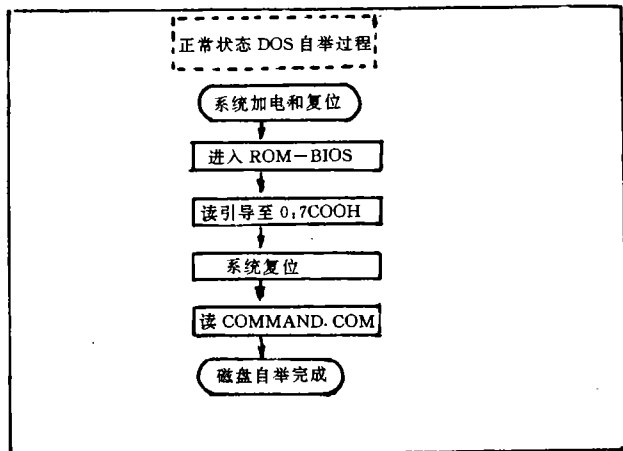 正常状态 DOS 自举过程
系统加电和复位
进入 ROM－BIOS
读引导至 0:7COOH
系统复位
读 COMMAND.COM
磁盘自举完成